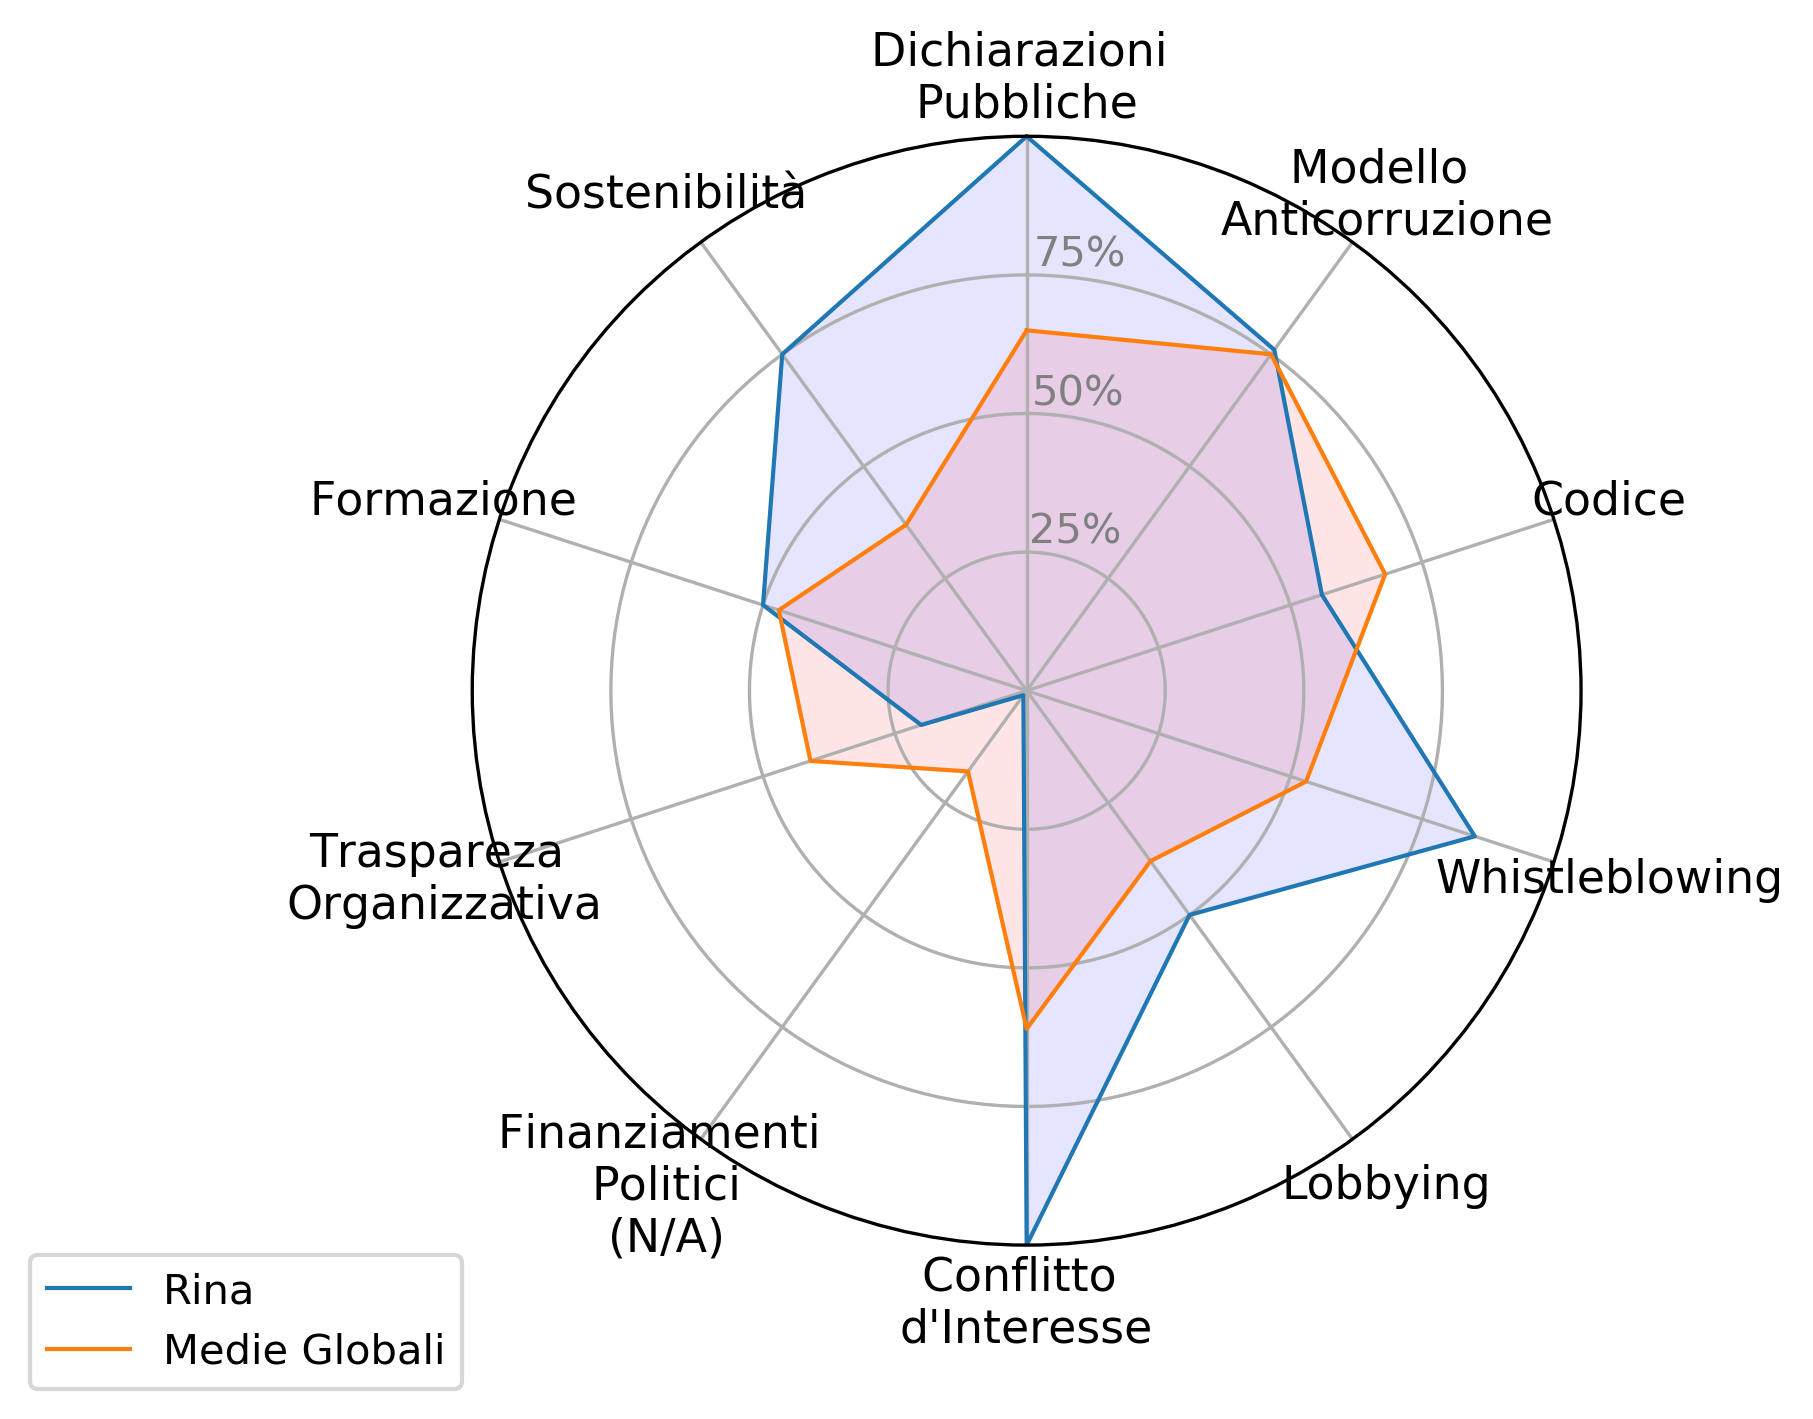 Dichiarazioni
Pubbliche
Modello
Anticorruzione
Sostenibilità
75%
50%
25%
Formazione
Codice
Traspareza
Organizzativa
Whistleblowing
Finanziamenti
Politici
(N/A)
Lobbying
Conflitto
d'Interesse
Rina
Medie Globali